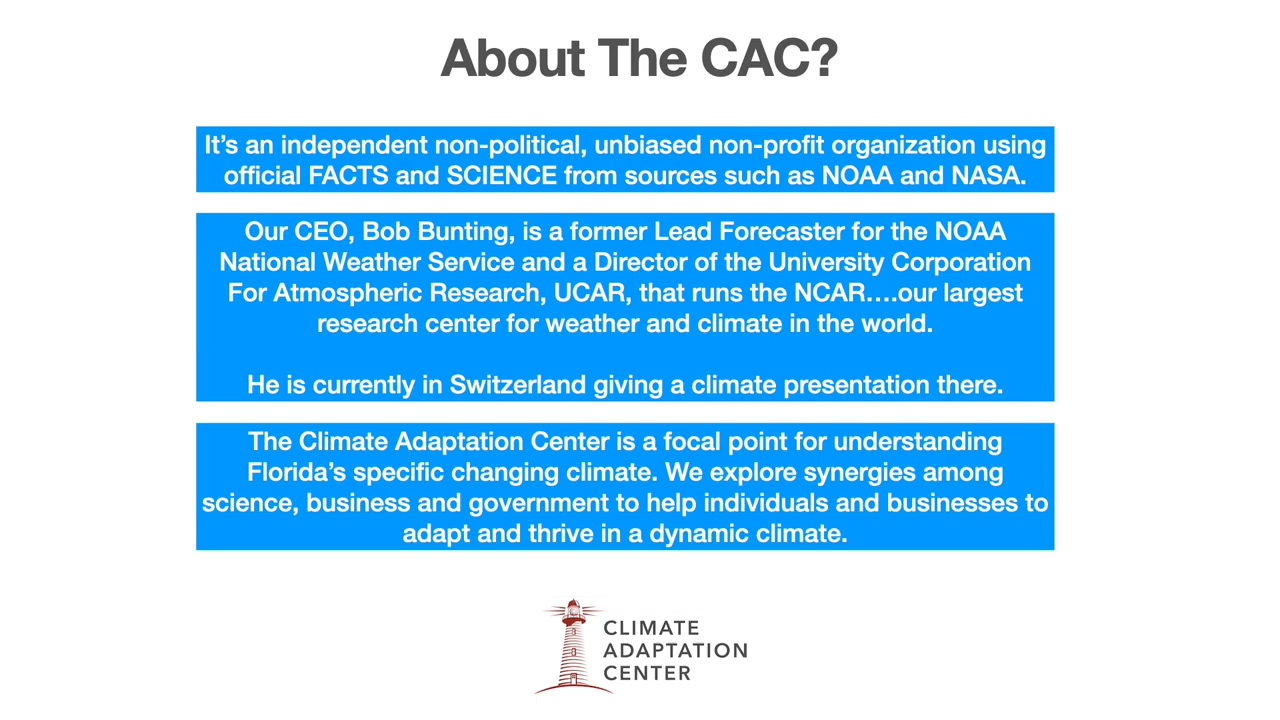 About The CAC?
It’s an independent non-political, unbiased non-profit organization using
official FACTS and SCIENCE from sources such as NOAA and NASA.
Our CEO, Bob Bunting, is a former Lead Forecaster for the NOAA
National Weather Service and a Director of the University Corporation
For Atmospheric Research, UCAR, that runs the NCAR….our largest
research center for weather and climate in the world.
He is currently in Switzerland giving a climate presentation there.
The Climate Adaptation Center is a focal point for understanding
Florida’s specific changing climate. We explore synergies among
science, business and government to help individuals and businesses to
adapt and thrive in a dynamic climate.
CLIMATE
ADAPTATION
CENTER